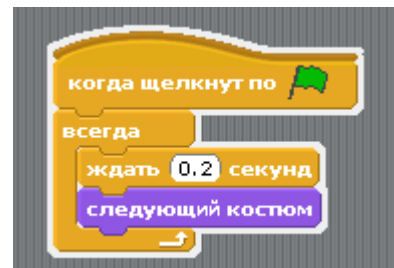 когда щелкнут по
всегда
ждать 0.2 секунд
следующий костюм